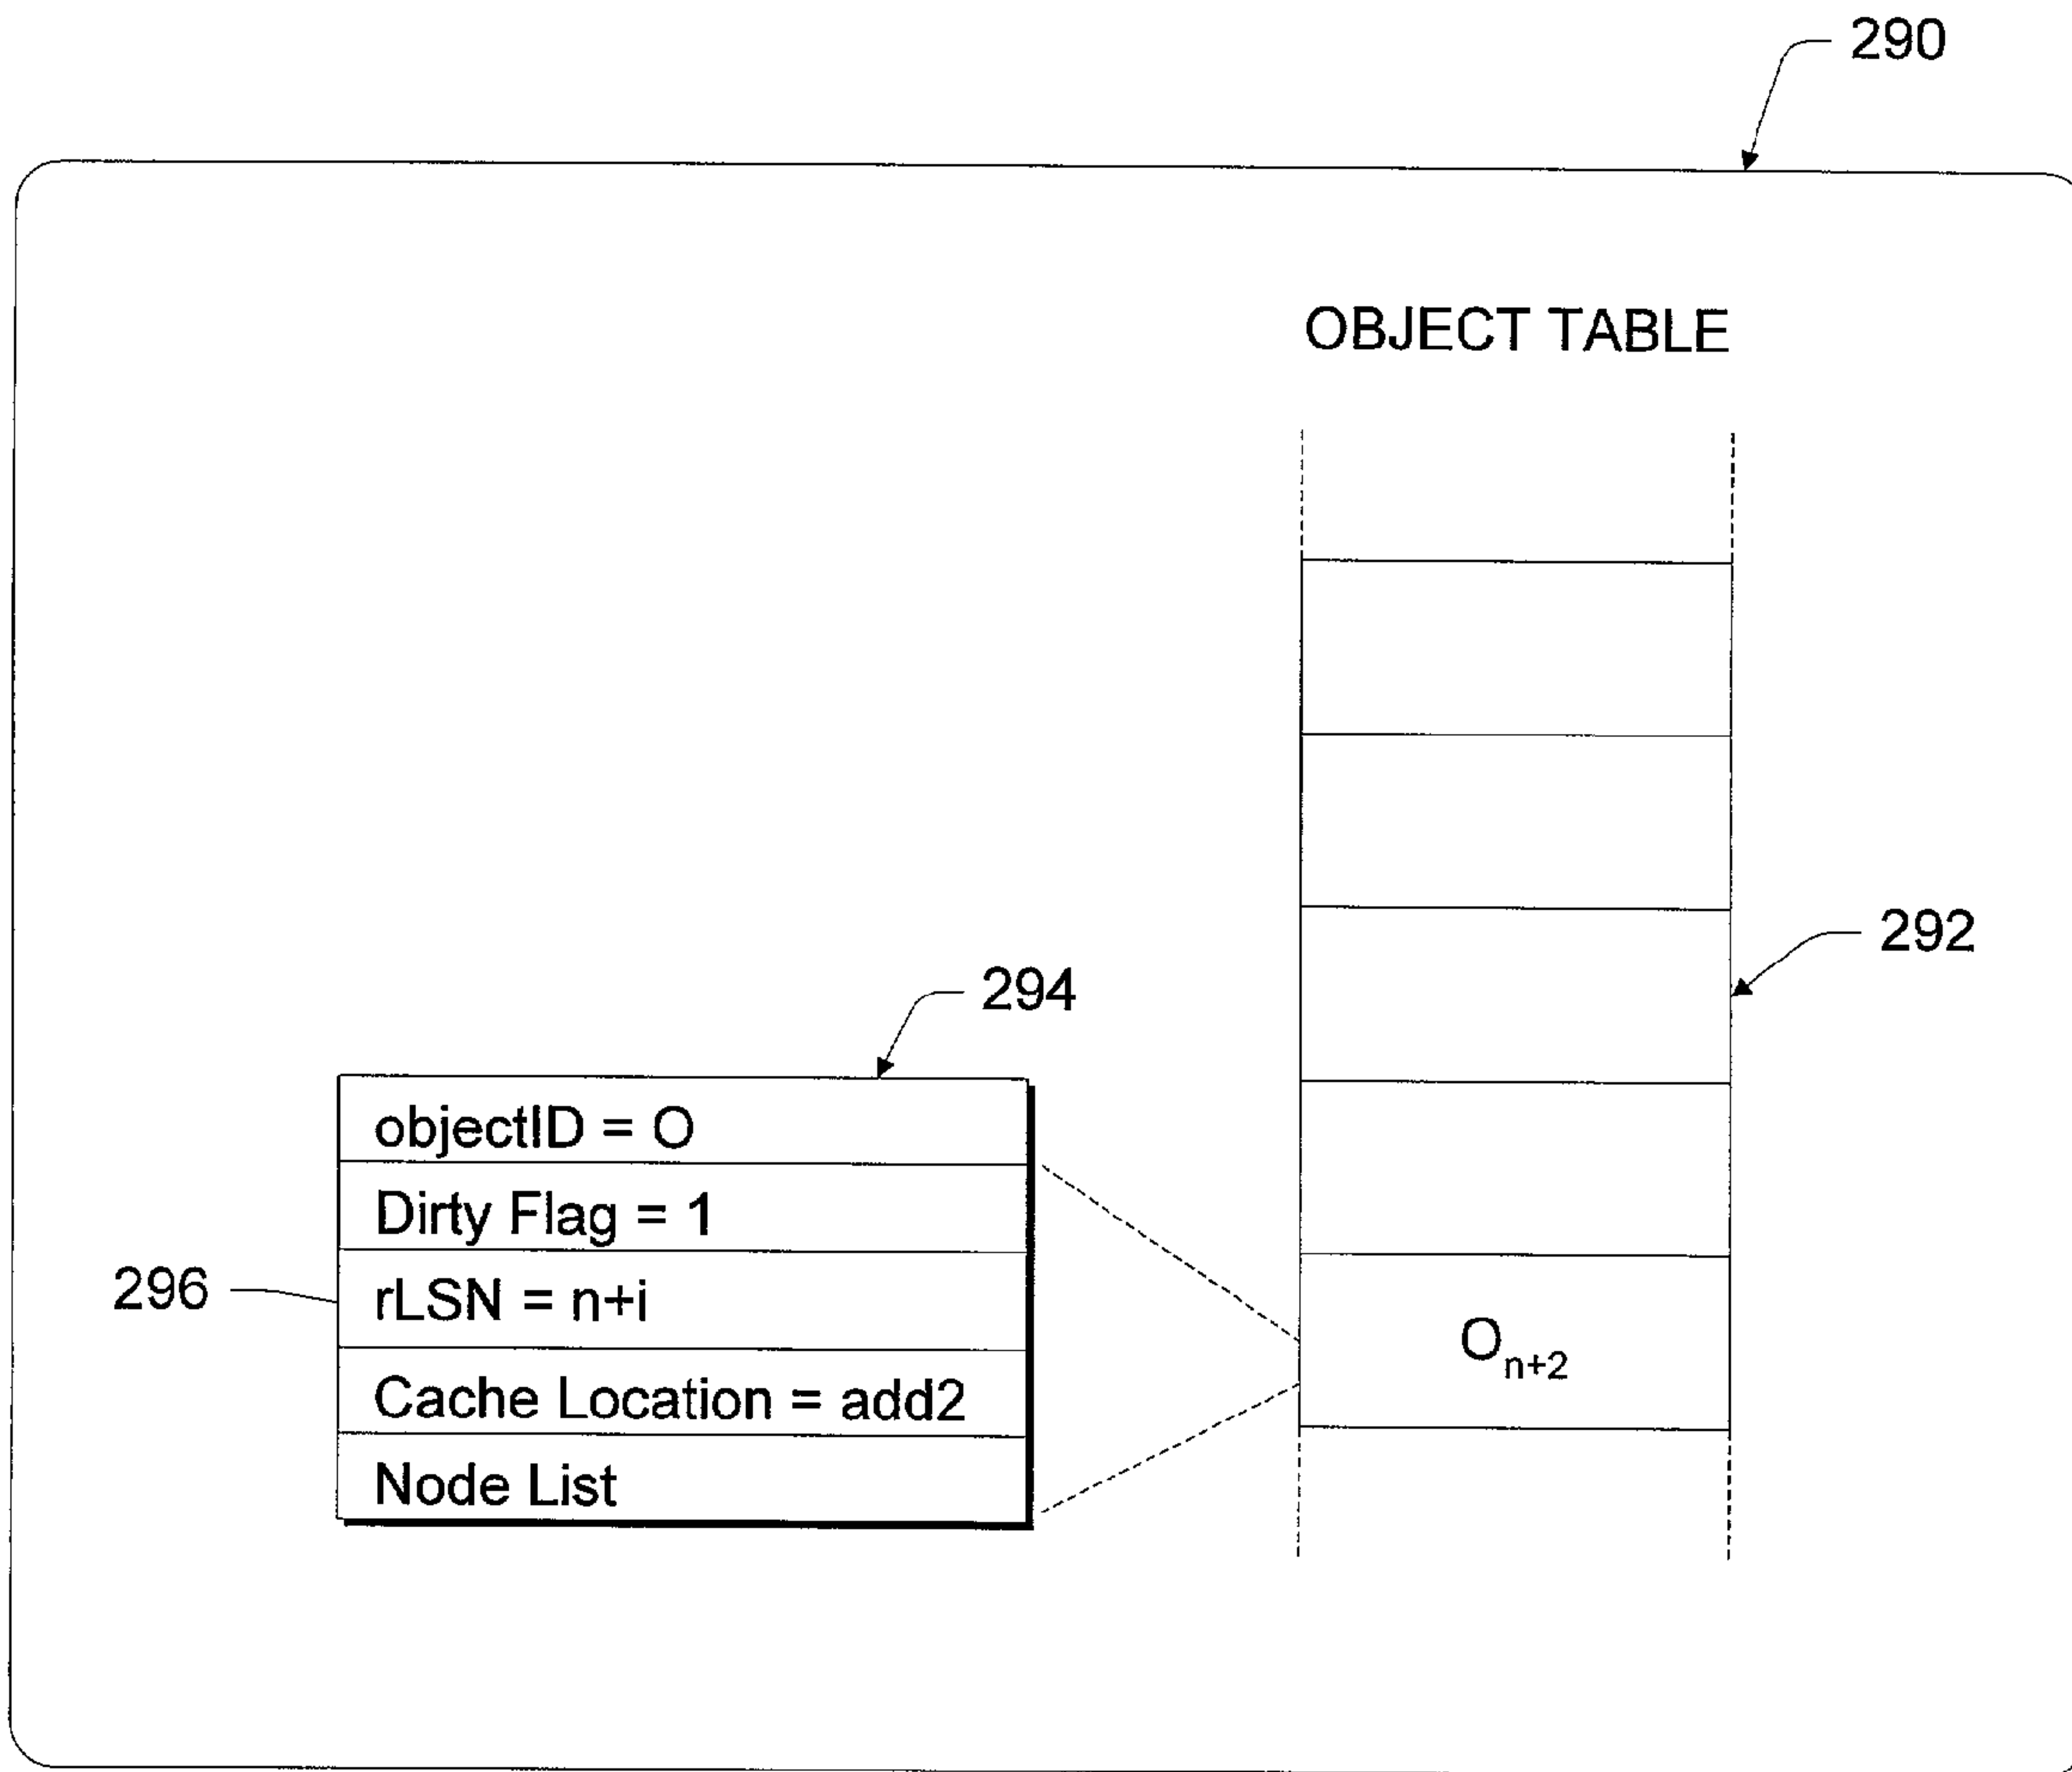 290
OBJECT TABLE
292
294
objectID = O
Dirty Flag = 1
296
rLSN = n+i
Cache Location = add2
Node List
Oₙ₊₂